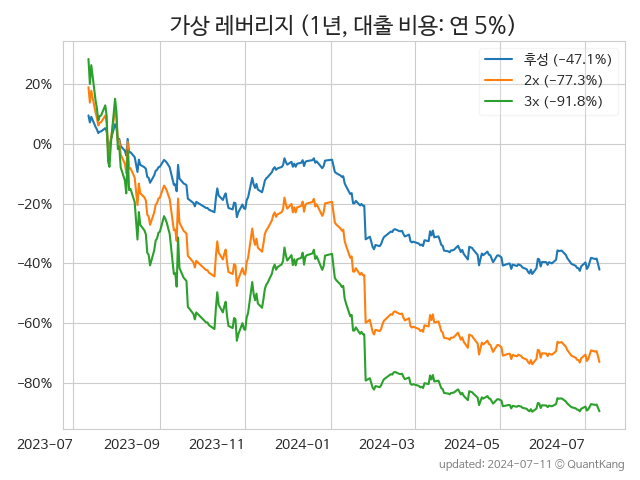 가상 레버리지 (1년, 대출 비용: 연 5%)
후성 (−47.1%)
2x (−77.3%)
3x (−91.8%)
20%
0%
−20%
−40%
−60%
−80%
2023-07 2023-09 2023-11 2024-01 2024-03 2024-05 2024-07
updated: 2024-07-11 © QuantKang